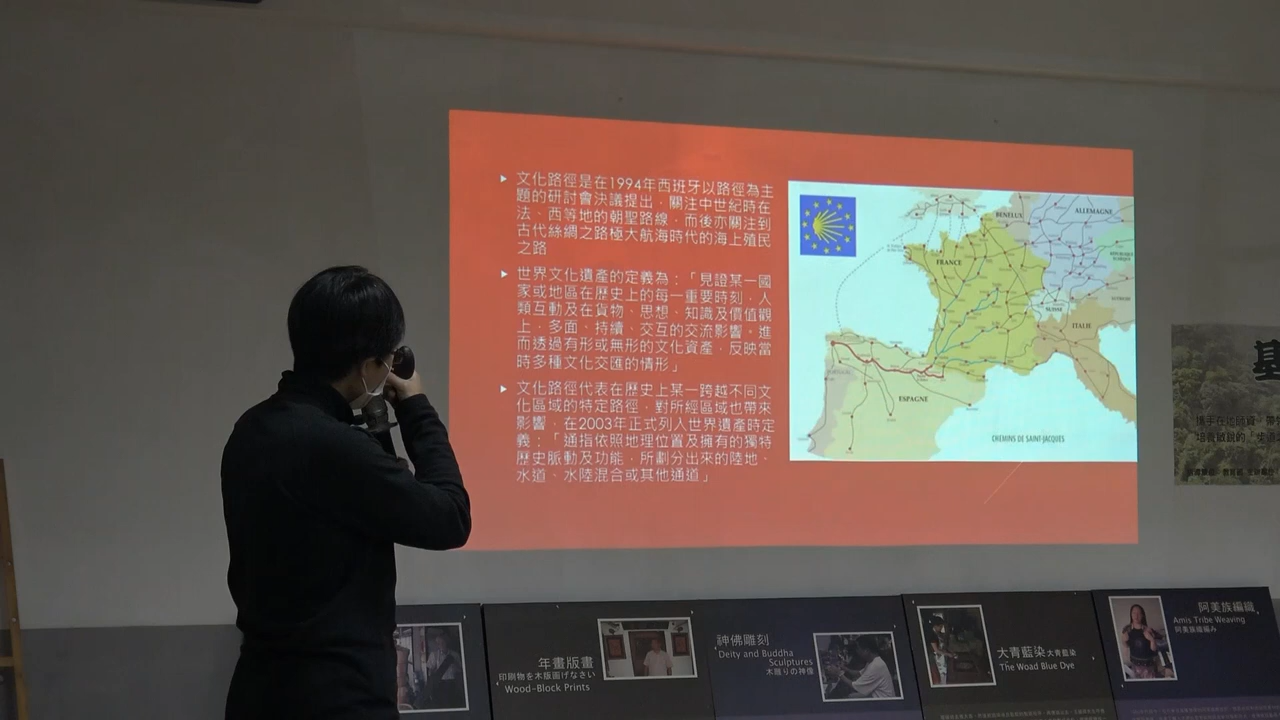 文化路徑是在1994年西班牙以路徑為主
題的研討會決議提出，關注中世紀時在
法、西等地的朝聖路線，而後亦關注到
古代絲綢之路極大航海時代的海上殖民
之路
世界文化遺產的定義為：「見證某一國
家或地區在歷史上的每一重要時刻，人
類互動及在貨物、思想、知識及價值觀
上，多面、持續、交互的交流影響。進
而透過有形或無形的文化資產，反映當
時多種文化交匯的情形」
文化路徑代表在歷史上某一跨越不同文
化區域的特定路徑，對所經區域也帶來
影響，在2003年正式列入世界遺產時定
義：「通指依照地理位置及擁有的獨特
歷史脈動及功能，所劃分出來的陸地、
水道、水陸混合或其他通道」
BENELUX
ALLEMAGNE
FRANCE
SUISSE
ITALIE
ESPAGNE
CHEMINS DE SAINT-JACQUES
基
年畫版畫
印刷物を木版画げなさい
Wood-Block Prints
神佛雕刻
Deity and Buddha
Sculptures
木雕りの神像
大青藍染 大青藍染
The Woad Blue Dye
阿美族編織
Amis Tribe Weaving
阿美族編み